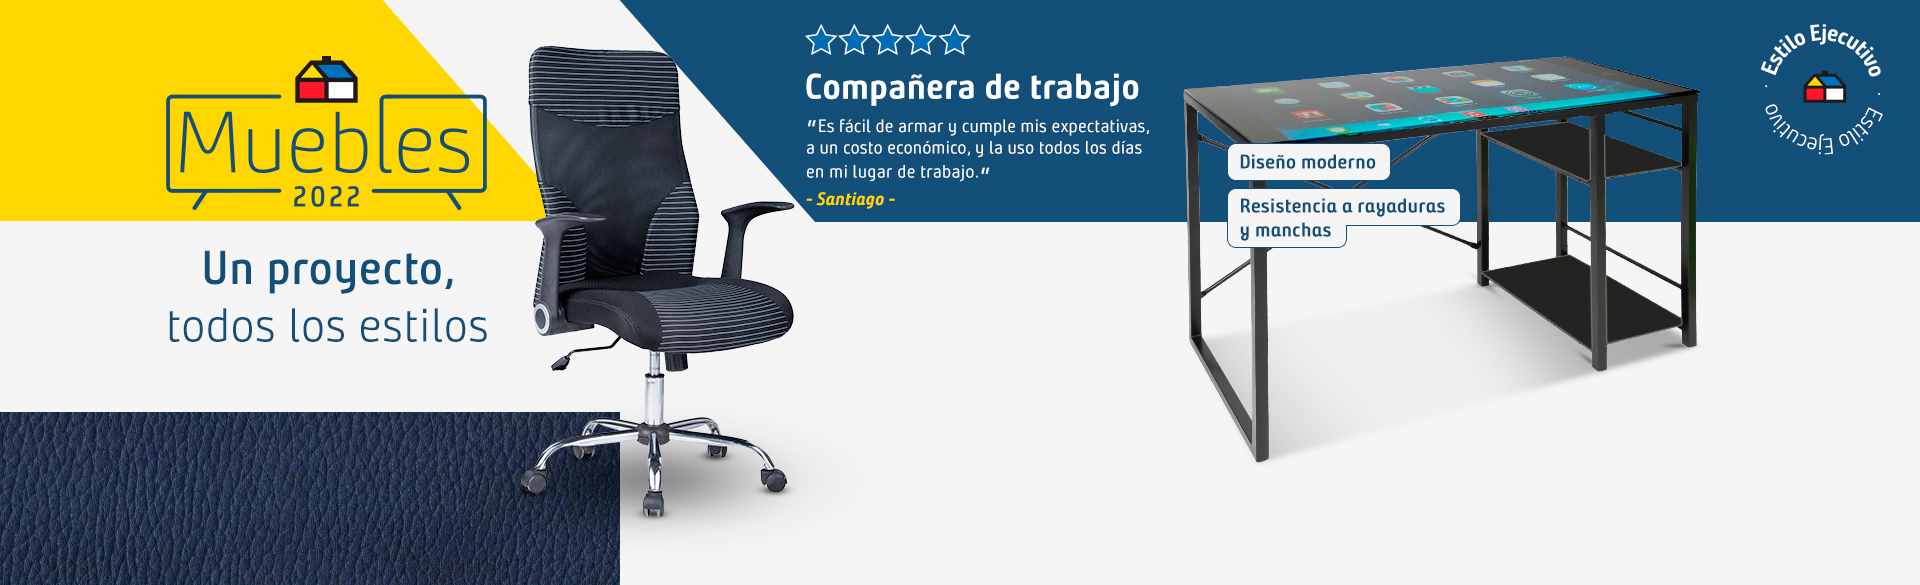 Muebles
2022
Un proyecto,
todos los estilos
Compañera de trabajo
"Es fácil de armar y cumple mis expectativas,
a un costo económico, y la uso todos los días
en mi lugar de trabajo."
- Santiago -
Diseño moderno
Resistencia a rayaduras
y manchas
Estilo Ejecutivo · Estilo Ejecutivo ·